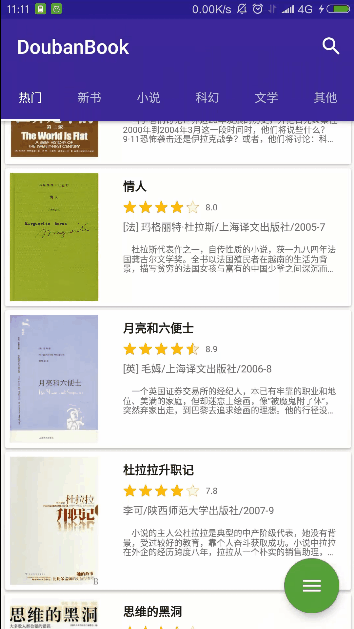 11:11
0.00K/s
4G
DoubanBook
热门 新书 小说 科幻 文学 其他
The World is Flat
2000年到2004年3月这一段时间时，他们将说些什么？
9·11恐怖袭击还是伊拉克战争？或者，他们将讨论：科...
情人
8.0
[法] 玛格丽特·杜拉斯/上海译文出版社/2005-7
杜拉斯代表作之一，自传性质的小说，获一九八四年法
国龚古尔文学奖。全书以法国殖民者在越南的生活为背
景，描写贫穷的法国女孩与富有的中国少爷之间深沉而...
月亮和六便士
8.9
[英] 毛姆/上海译文出版社/2006-8
一个英国证券交易所的经纪人，本已有牢靠的职业和地
位、美满的家庭，但却迷恋上绘画，像“被魔鬼附了体”，
突然弃家出走，到巴黎去追求绘画的理想。他的行径没...
月亮和六便士
杜拉拉升职记
7.8
李可/陕西师范大学出版社/2007-9
小说的主人公杜拉拉是典型的中产阶级代表，她没有背
景，受过较好的教育，靠个人奋斗获取成功。小说中拉拉
在外企的经历跨度八年，拉拉从一个朴实的销售助理，...
杜拉拉
升职记
思维的黑洞
思维的黑洞